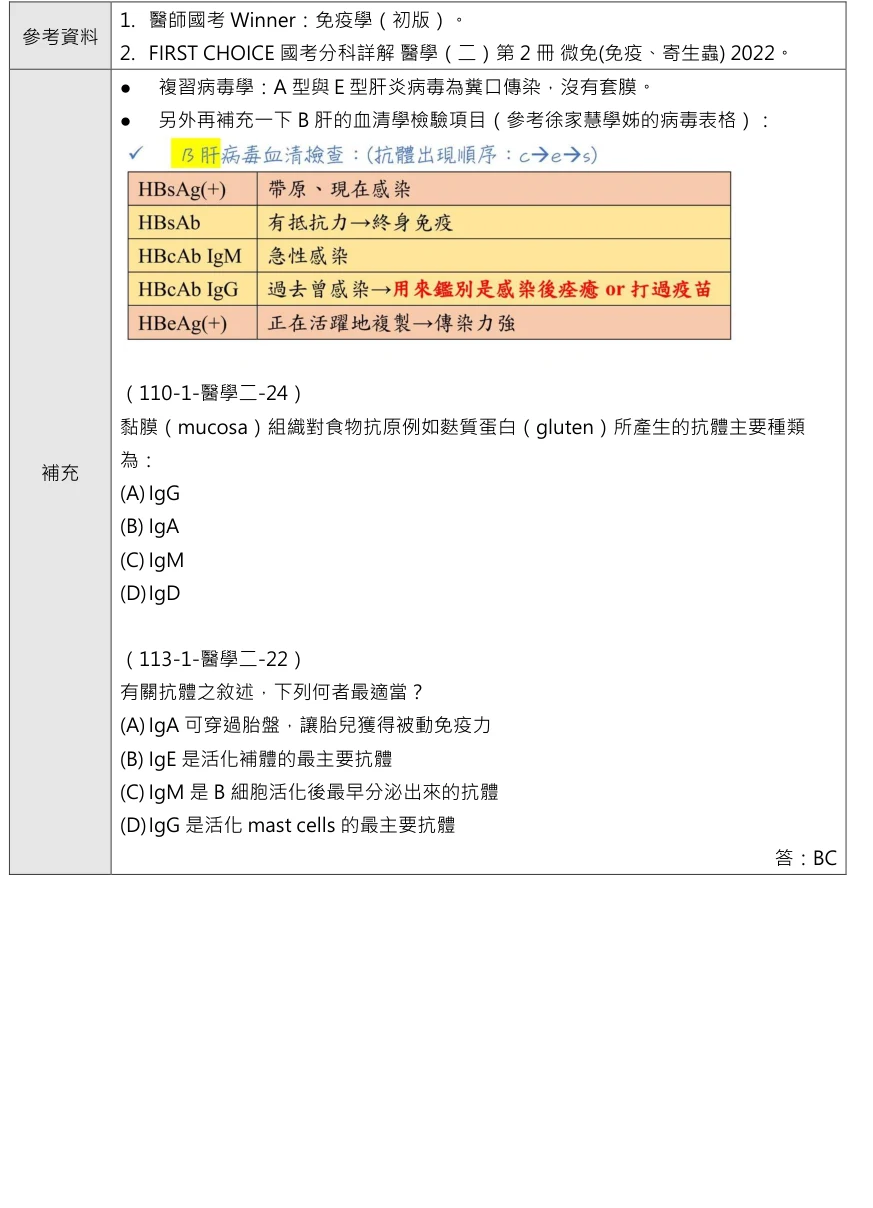 參考資料
1. 醫師國考 Winner：免疫學（初版）。
2. FIRST CHOICE 國考分科詳解 醫學（二）第 2 冊 微免(免疫、寄生蟲) 2022。
補充
● 複習病毒學：A 型與 E 型肝炎病毒為糞口傳染，沒有套膜。
● 另外再補充一下 B 肝的血清學檢驗項目（參考徐家慧學姊的病毒表格）：
✓ B 肝病毒血清檢查：(抗體出現順序：c→e→s)
HBsAg(+) 帶原、現在感染
HBsAb 有抵抗力→終身免疫
HBcAb IgM 急性感染
HBcAb IgG 過去曾感染→用來鑑別是感染後痊癒 or 打過疫苗
HBeAg(+) 正在活躍地複製→傳染力強
（110-1-醫學二-24）
黏膜（mucosa）組織對食物抗原例如麩質蛋白（gluten）所產生的抗體主要種類
為：
(A) IgG
(B) IgA
(C) IgM
(D) IgD
（113-1-醫學二-22）
有關抗體之敘述，下列何者最適當？
(A) IgA 可穿過胎盤，讓胎兒獲得被動免疫力
(B) IgE 是活化補體的最主要抗體
(C) IgM 是 B 細胞活化後最早分泌出來的抗體
(D) IgG 是活化 mast cells 的最主要抗體
答：BC